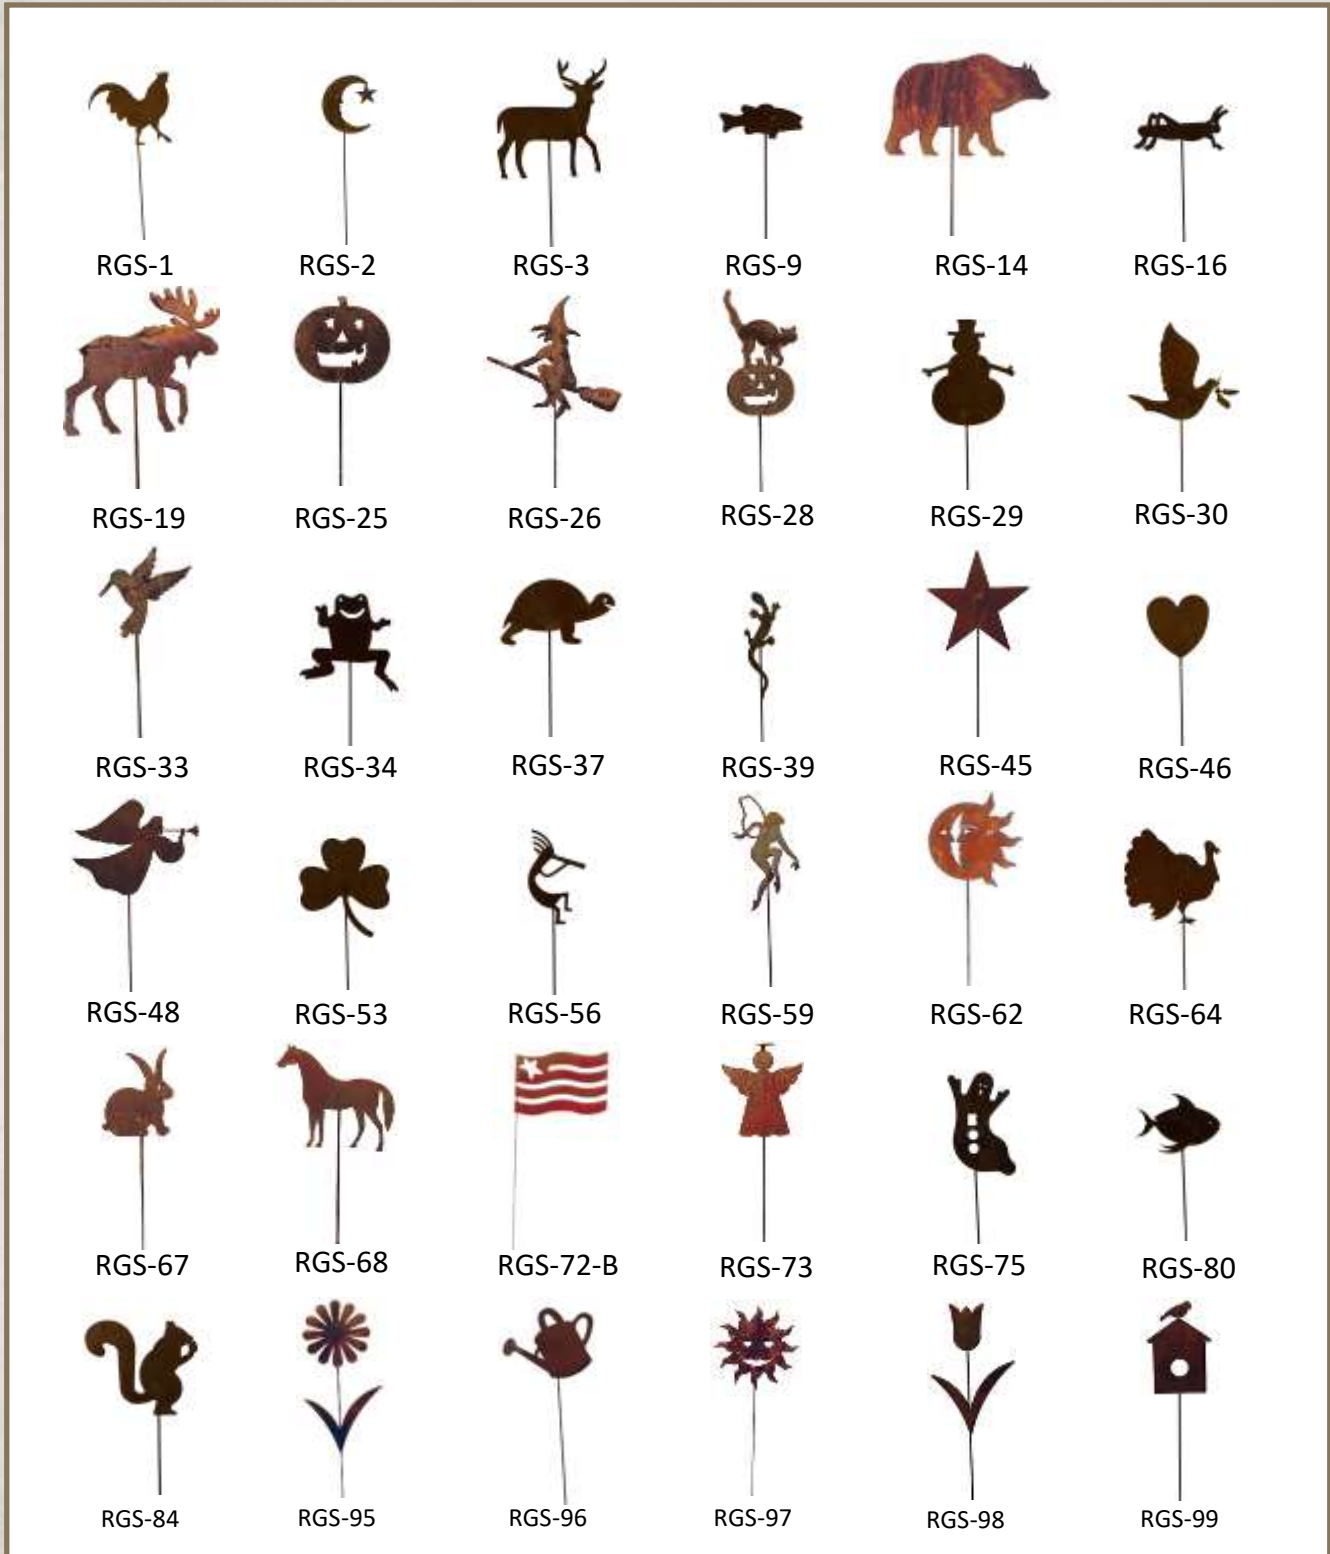 RGS-1 RGS-2 RGS-3 RGS-9 RGS-14 RGS-16
RGS-19 RGS-25 RGS-26 RGS-28 RGS-29 RGS-30
RGS-33 RGS-34 RGS-37 RGS-39 RGS-45 RGS-46
RGS-48 RGS-53 RGS-56 RGS-59 RGS-62 RGS-64
RGS-67 RGS-68 RGS-72-B RGS-73 RGS-75 RGS-80
RGS-84 RGS-95 RGS-96 RGS-97 RGS-98 RGS-99